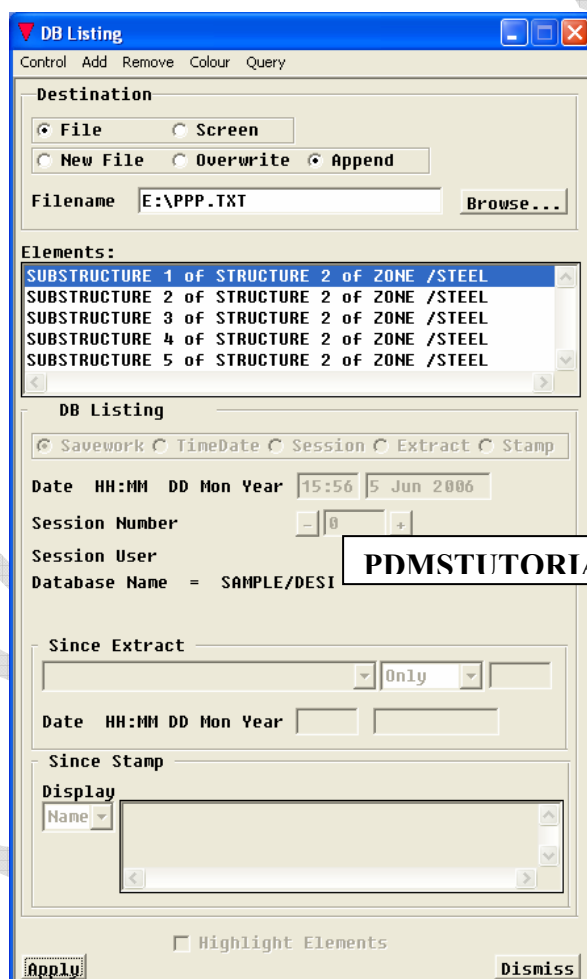 DB Listing
Control Add Remove Colour Query
Destination
File Screen
New File Overwrite Append
Filename E:\PPP.TXT Browse...
Elements:
SUBSTRUCTURE 1 of STRUCTURE 2 of ZONE /STEEL
SUBSTRUCTURE 2 of STRUCTURE 2 of ZONE /STEEL
SUBSTRUCTURE 3 of STRUCTURE 2 of ZONE /STEEL
SUBSTRUCTURE 4 of STRUCTURE 2 of ZONE /STEEL
SUBSTRUCTURE 5 of STRUCTURE 2 of ZONE /STEEL
DB Listing
Savework TimeDate Session Extract Stamp
Date HH:MM DD Mon Year 15:56 5 Jun 2006
Session Number - 0 +
Session User
PDMSTUTORIA
Database Name = SAMPLE/DESI
Since Extract
Only
Date HH:MM DD Mon Year
Since Stamp
Display
Name
Highlight Elements
Apply Dismiss